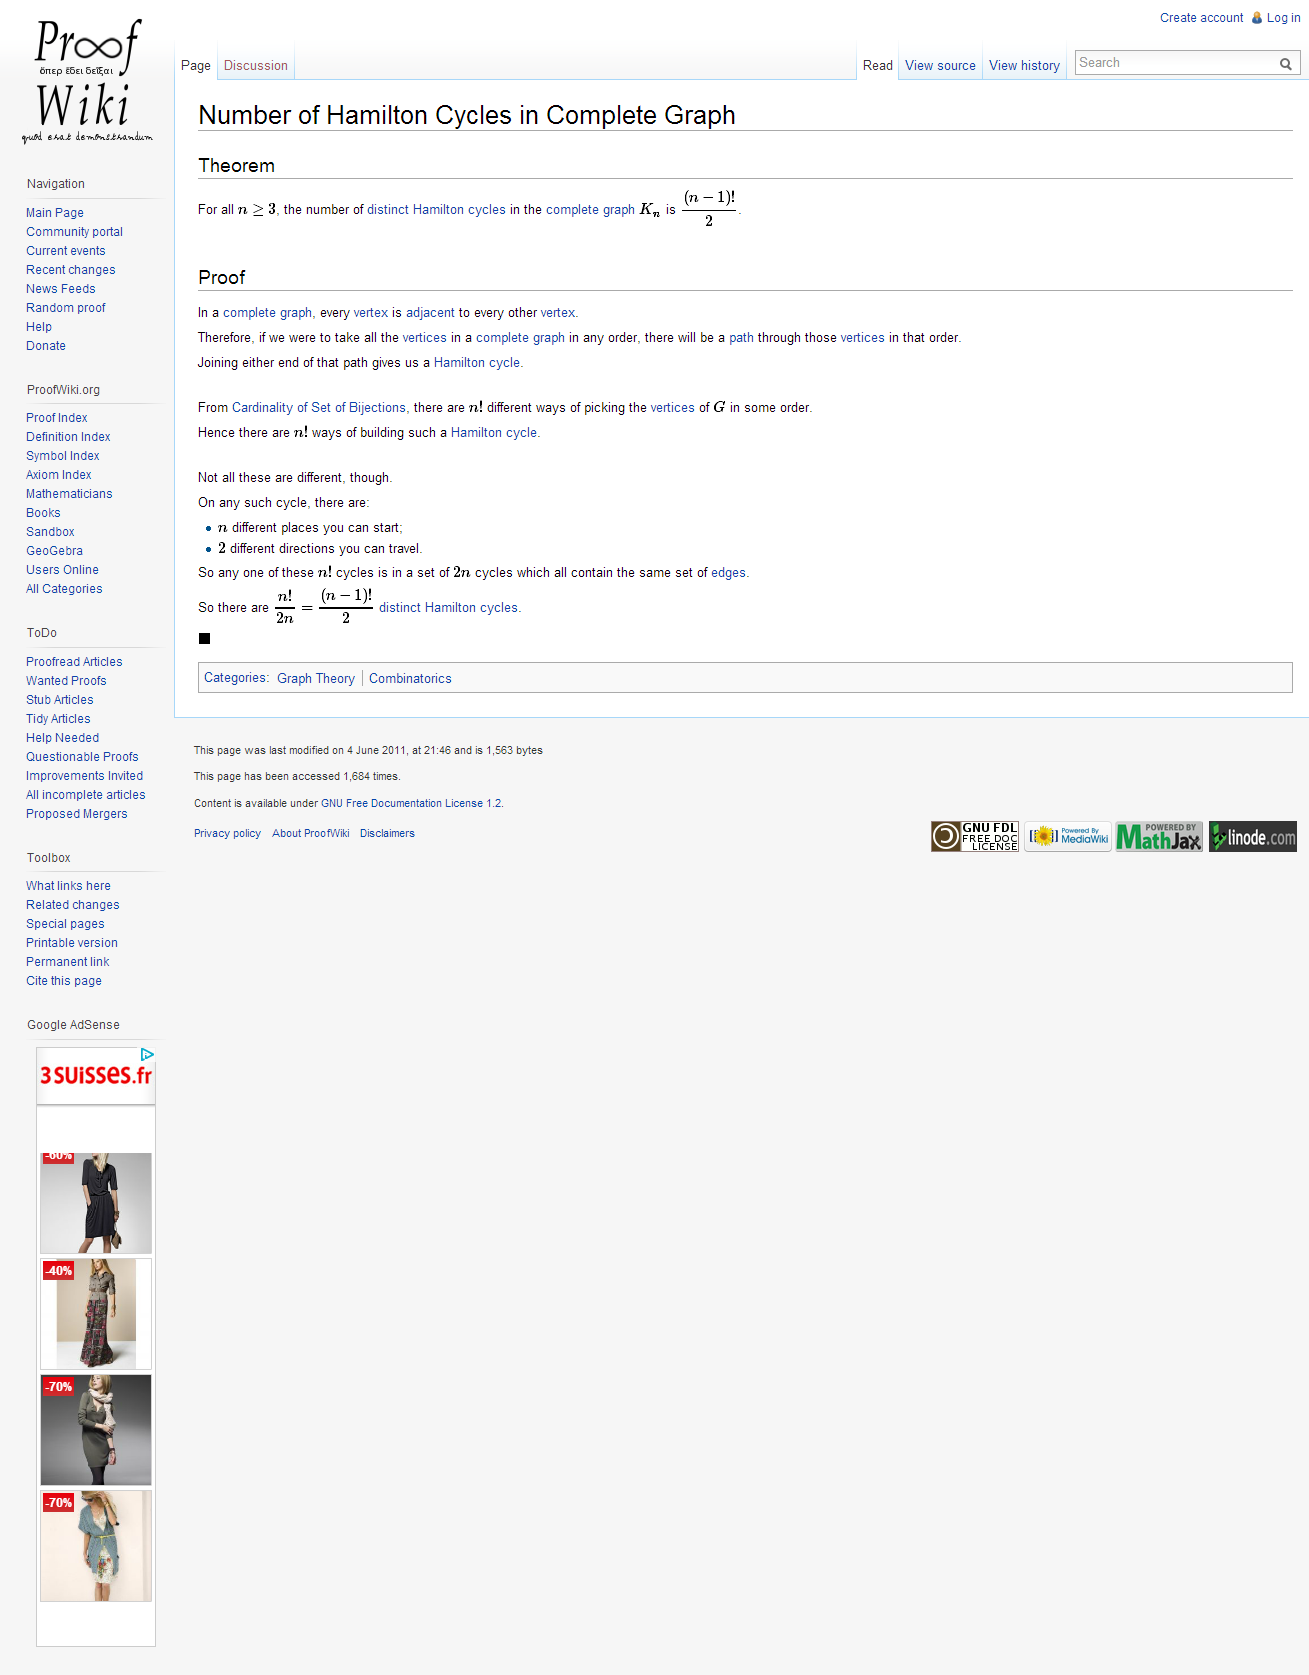 Proof
ὅπερ ἔδει δεῖξαι
Wiki
quod erat demonstrandum
Create account Log in
Page Discussion Read View source View history Search
Number of Hamilton Cycles in Complete Graph
Theorem
For all n ≥ 3, the number of distinct Hamilton cycles in the complete graph Kₙ is (n − 1)!/2.
Proof
In a complete graph, every vertex is adjacent to every other vertex.
Therefore, if we were to take all the vertices in a complete graph in any order, there will be a path through those vertices in that order.
Joining either end of that path gives us a Hamilton cycle.
From Cardinality of Set of Bijections, there are n! different ways of picking the vertices of G in some order.
Hence there are n! ways of building such a Hamilton cycle.
Not all these are different, though.
On any such cycle, there are:
• n different places you can start;
• 2 different directions you can travel.
So any one of these n! cycles is in a set of 2n cycles which all contain the same set of edges.
So there are n!/2n = (n − 1)!/2 distinct Hamilton cycles.
■
Categories: Graph Theory | Combinatorics
This page was last modified on 4 June 2011, at 21:46 and is 1,563 bytes
This page has been accessed 1,684 times.
Content is available under GNU Free Documentation License 1.2.
Privacy policy About ProofWiki Disclaimers
GNU FDL
FREE DOC
LICENSE
Powered By
MediaWiki
POWERED BY
MathJax
linode.com
Navigation
Main Page
Community portal
Current events
Recent changes
News Feeds
Random proof
Help
Donate
ProofWiki.org
Proof Index
Definition Index
Symbol Index
Axiom Index
Mathematicians
Books
Sandbox
GeoGebra
Users Online
All Categories
ToDo
Proofread Articles
Wanted Proofs
Stub Articles
Tidy Articles
Help Needed
Questionable Proofs
Improvements Invited
All incomplete articles
Proposed Mergers
Toolbox
What links here
Related changes
Special pages
Printable version
Permanent link
Cite this page
Google AdSense
3SUiSSES.fr
-60%
-40%
-70%
-70%